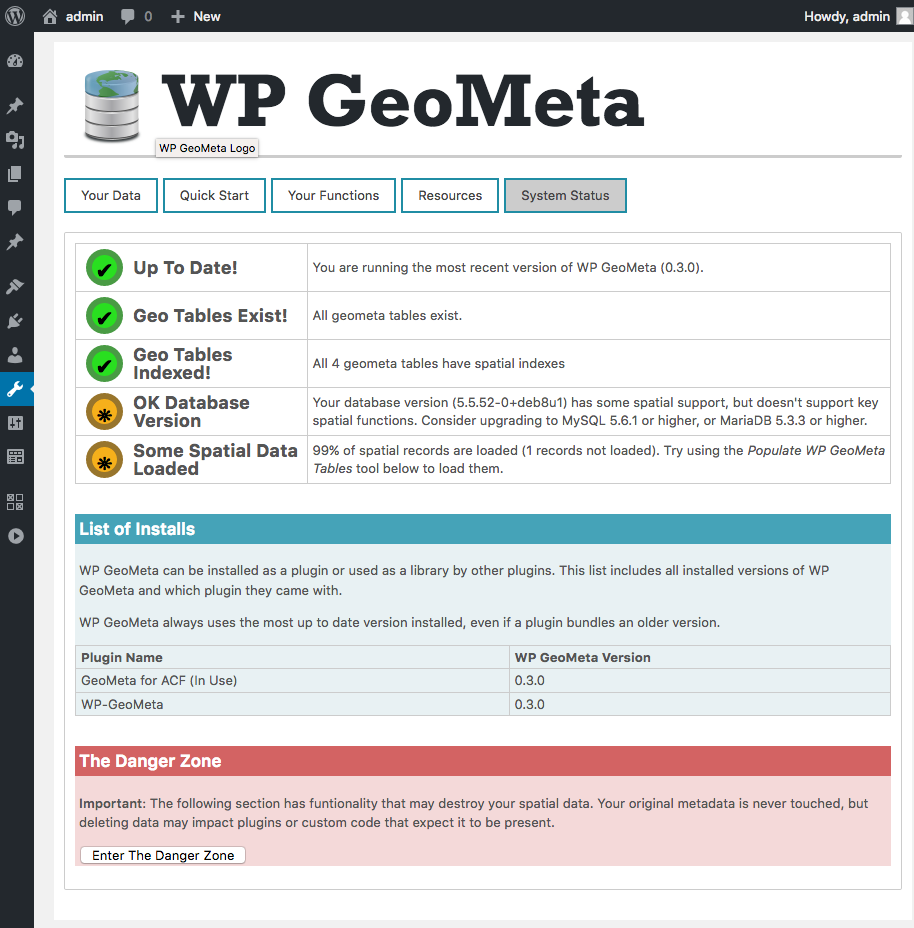 admin 0 New Howdy, admin
WP GeoMeta
WP GeoMeta Logo
Your Data Quick Start Your Functions Resources System Status
Up To Date! You are running the most recent version of WP GeoMeta (0.3.0).
Geo Tables Exist! All geometa tables exist.
Geo Tables
Indexed!
All 4 geometa tables have spatial indexes
OK Database
Version
Your database version (5.5.52-0+deb8u1) has some spatial support, but doesn't support key
spatial functions. Consider upgrading to MySQL 5.6.1 or higher, or MariaDB 5.3.3 or higher.
Some Spatial Data
Loaded
99% of spatial records are loaded (1 records not loaded). Try using the Populate WP GeoMeta
Tables tool below to load them.
List of Installs
WP GeoMeta can be installed as a plugin or used as a library by other plugins. This list includes all installed versions of WP
GeoMeta and which plugin they came with.
WP GeoMeta always uses the most up to date version installed, even if a plugin bundles an older version.
Plugin Name WP GeoMeta Version
GeoMeta for ACF (In Use) 0.3.0
WP-GeoMeta 0.3.0
The Danger Zone
Important: The following section has funtionality that may destroy your spatial data. Your original metadata is never touched, but
deleting data may impact plugins or custom code that expect it to be present.
Enter The Danger Zone